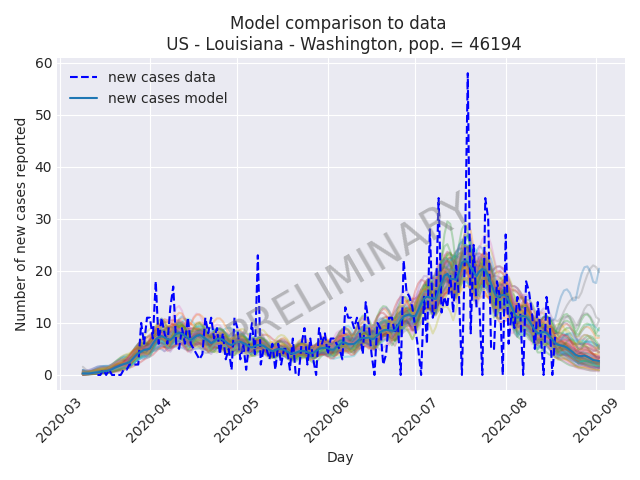 Model comparison to data
US - Louisiana - Washington, pop. = 46194
new cases data
new cases model
PRELIMINARY
Number of new cases reported
60
50
40
30
20
10
0
2020-03
2020-04
2020-05
2020-06
2020-07
2020-08
2020-09
Day